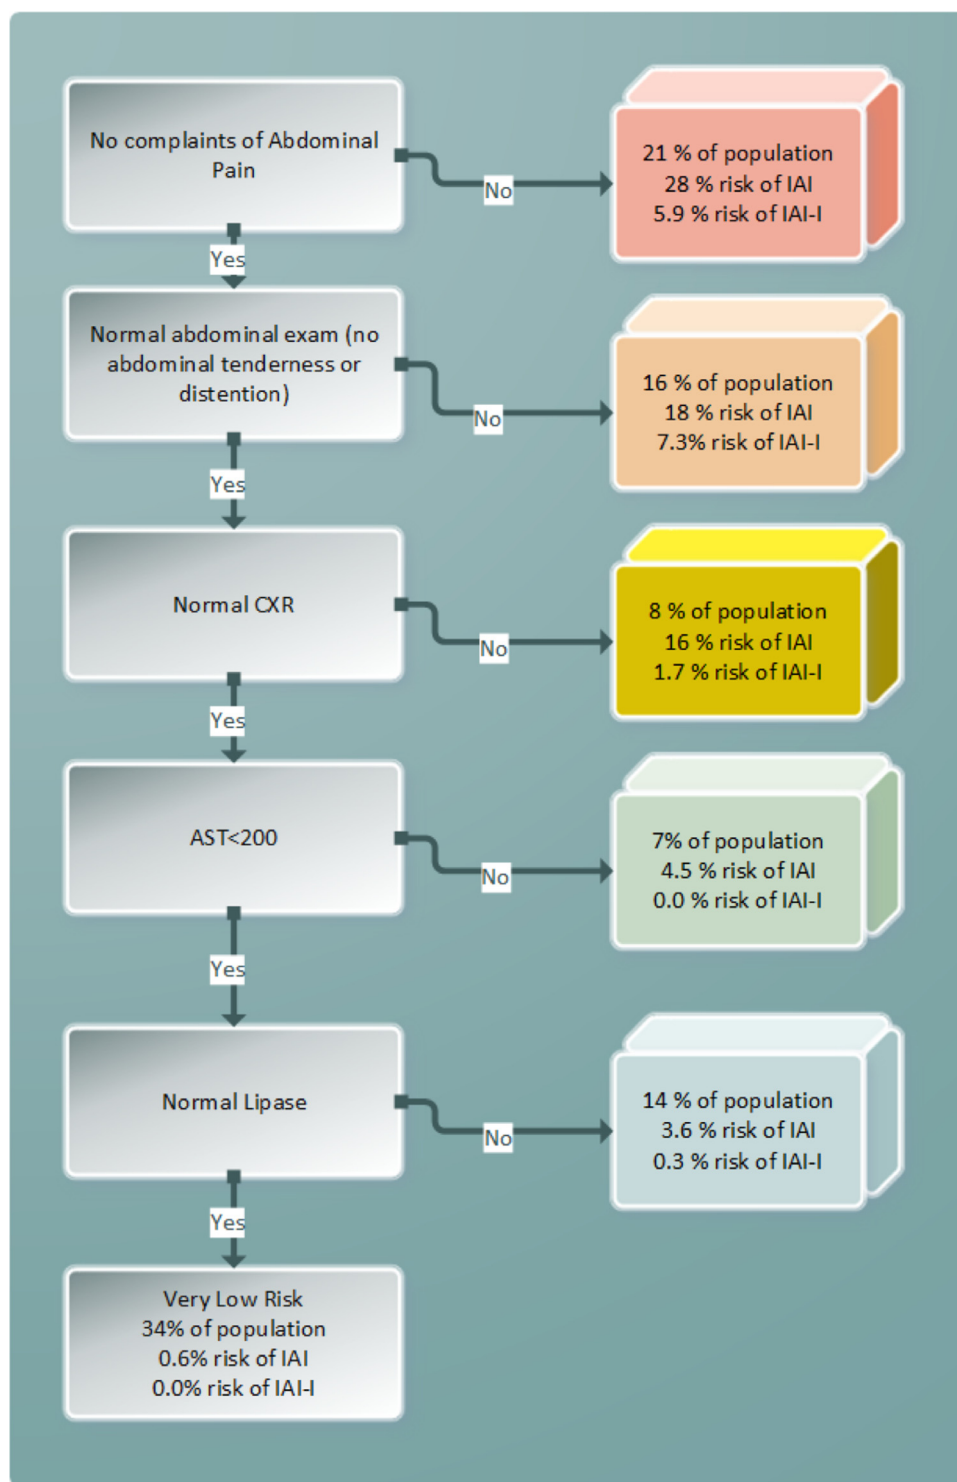 No complaints of Abdominal
Pain
No
21 % of population
28 % risk of IAI
5.9 % risk of IAI-I
Yes
Normal abdominal exam (no
abdominal tenderness or
distention)
No
16 % of population
18 % risk of IAI
7.3% risk of IAI-I
Yes
Normal CXR
No
8 % of population
16 % risk of IAI
1.7 % risk of IAI-I
Yes
AST<200
No
7% of population
4.5 % risk of IAI
0.0 % risk of IAI-I
Yes
Normal Lipase
No
14 % of population
3.6 % risk of IAI
0.3 % risk of IAI-I
Yes
Very Low Risk
34% of population
0.6% risk of IAI
0.0% risk of IAI-I